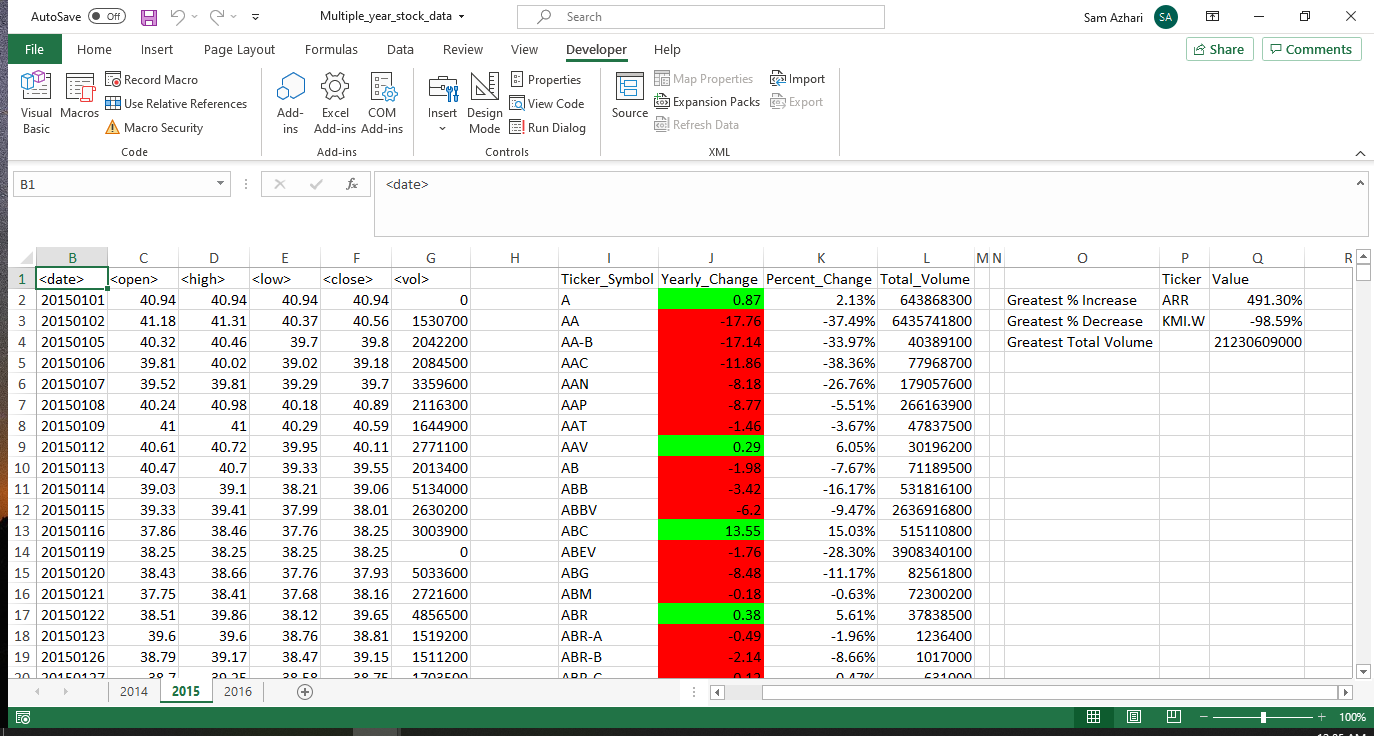 AutoSave Off Multiple_year_stock_data Search Sam Azhari SA
File Home Insert Page Layout Formulas Data Review View Developer Help Share Comments
Visual Basic
Macros
Record Macro
Use Relative References
Macro Security
Code
Add-ins
Excel Add-ins
COM Add-ins
Add-ins
Insert
Design Mode
Properties
View Code
Run Dialog
Controls
Source
Map Properties
Expansion Packs
Refresh Data
Import
Export
XML
B1 fx <date>
B C D E F G H I J K L M N O P Q R
1 <date> <open> <high> <low> <close> <vol> Ticker_Symbol Yearly_Change Percent_Change Total_Volume Ticker Value
2 20150101 40.94 40.94 40.94 40.94 0 A 0.87 2.13% 643868300 Greatest % Increase ARR 491.30%
3 20150102 41.18 41.31 40.37 40.56 1530700 AA -17.76 -37.49% 6435741800 Greatest % Decrease KMI.W -98.59%
4 20150105 40.32 40.46 39.7 39.8 2042200 AA-B -17.14 -33.97% 40389100 Greatest Total Volume 21230609000
5 20150106 39.81 40.02 39.02 39.18 2084500 AAC -11.86 -38.36% 77968700
6 20150107 39.52 39.81 39.29 39.7 3359600 AAN -8.18 -26.76% 179057600
7 20150108 40.24 40.98 40.18 40.89 2116300 AAP -8.77 -5.51% 266163900
8 20150109 41 41 40.29 40.59 1644900 AAT -1.46 -3.67% 47837500
9 20150112 40.61 40.72 39.95 40.11 2771100 AAV 0.29 6.05% 30196200
10 20150113 40.47 40.7 39.33 39.55 2013400 AB -1.98 -7.67% 71189500
11 20150114 39.03 39.1 38.21 39.06 5134000 ABB -3.42 -16.17% 531816100
12 20150115 39.33 39.41 37.99 38.01 2630200 ABBV -6.2 -9.47% 2636916800
13 20150116 37.86 38.46 37.76 38.25 3003900 ABC 13.55 15.03% 515110800
14 20150119 38.25 38.25 38.25 38.25 0 ABEV -1.76 -28.30% 3908340100
15 20150120 38.43 38.66 37.76 37.93 5033600 ABG -8.48 -11.17% 82561800
16 20150121 37.75 38.41 37.68 38.16 2721600 ABM -0.18 -0.63% 72300200
17 20150122 38.51 39.86 38.12 39.65 4856500 ABR 0.38 5.61% 37838500
18 20150123 39.6 39.6 38.76 38.81 1519200 ABR-A -0.49 -1.96% 1236400
19 20150126 38.79 39.17 38.47 39.15 1511200 ABR-B -2.14 -8.66% 1017000
2014 2015 2016
100%